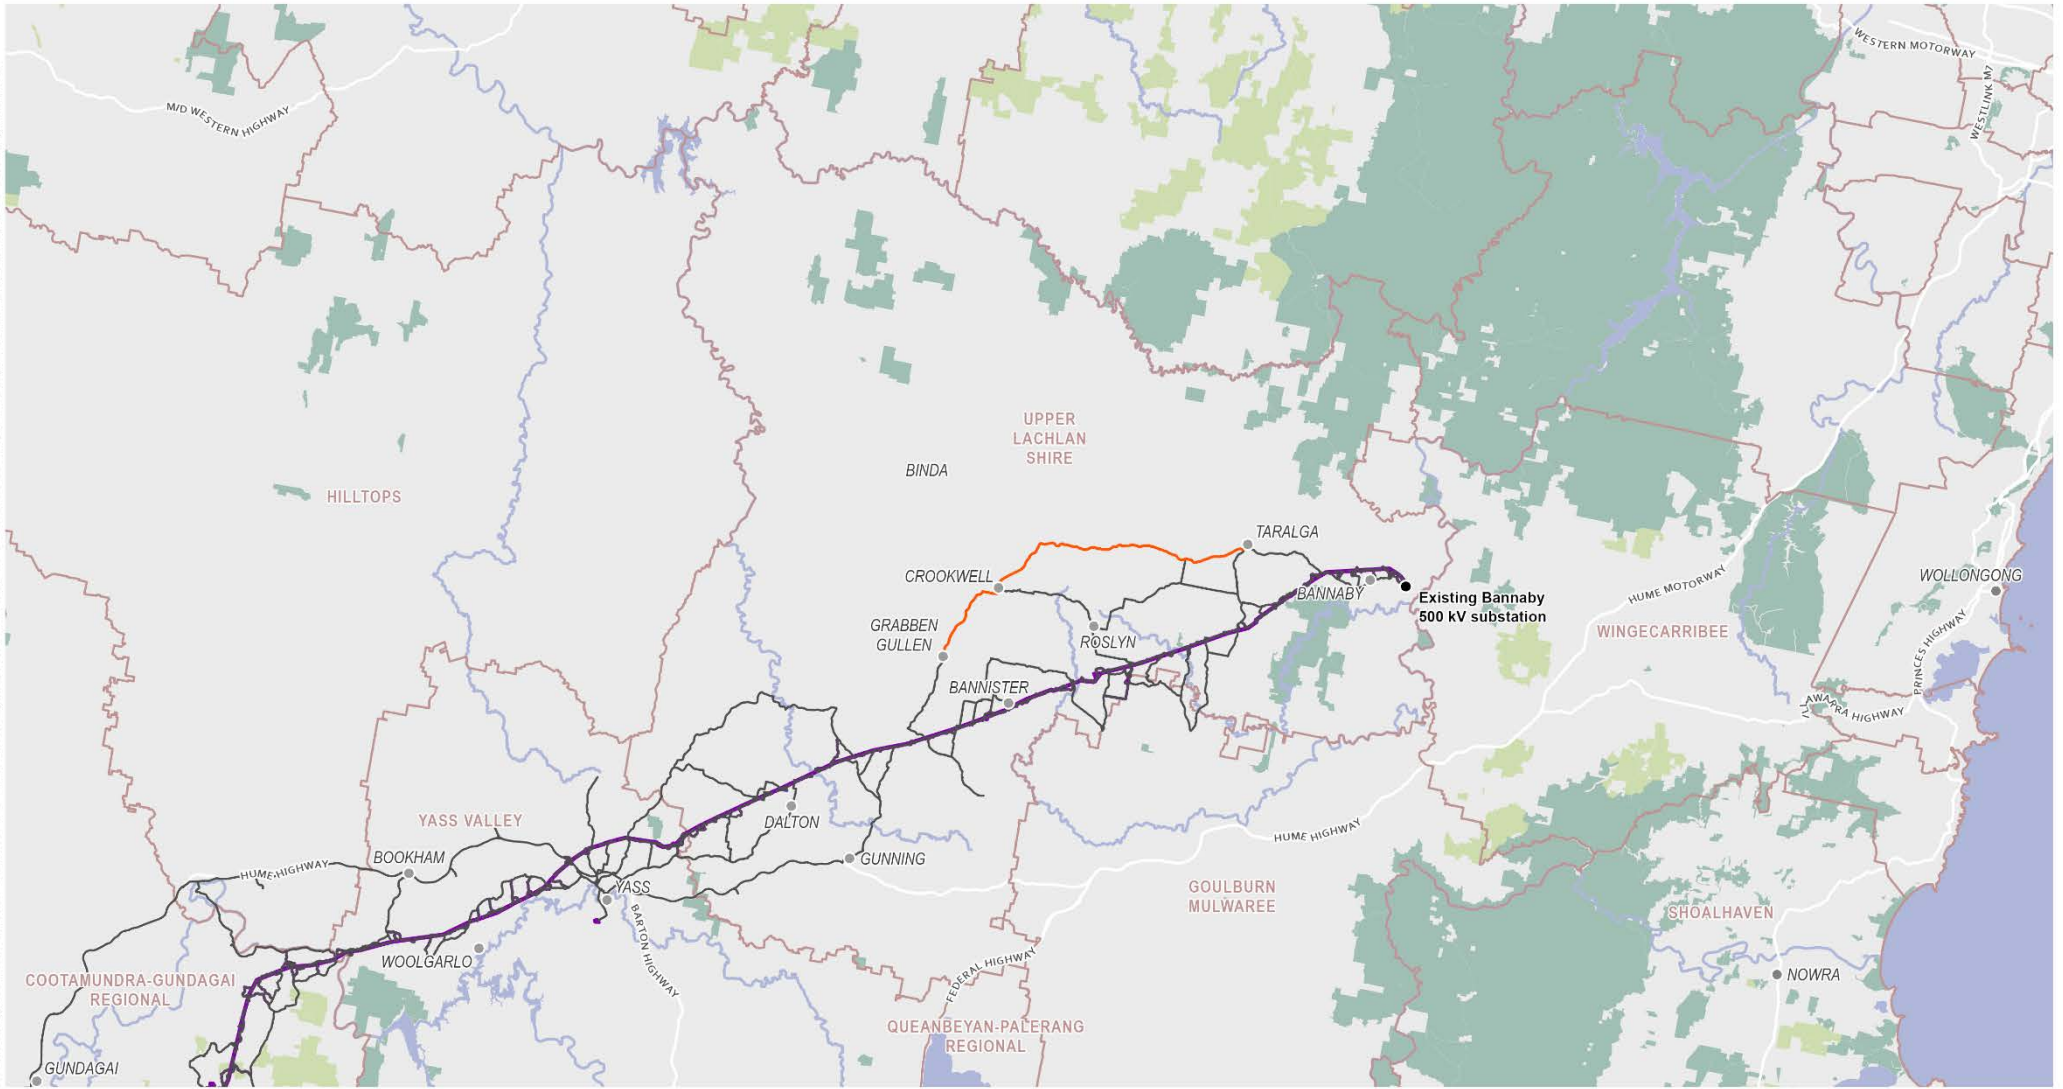 WESTERN MOTORWAY
WESTLINK M7
M/D WESTERN HIGHWAY
UPPER
LACHLAN
SHIRE
BINDA
HILLTOPS
TARALGA
CROOKWELL
BANNABY
Existing Bannaby
500 kV substation
WOLLONGONG
HUME MOTORWAY
GRABBEN
GULLEN
ROSLYN
WINGECARRIBEE
PRINCES HIGHWAY
BANNISTER
ILLAWARRA HIGHWAY
YASS VALLEY
DALTON
HUME HIGHWAY
BOOKHAM
GUNNING
HUME HIGHWAY
YASS
GOULBURN
MULWAREE
SHOALHAVEN
BARTON HIGHWAY
WOOLGARLO
FEDERAL HIGHWAY
COOTAMUNDRA-GUNDAGAI
REGIONAL
NOWRA
QUEANBEYAN-PALERANG
REGIONAL
GUNDAGAI